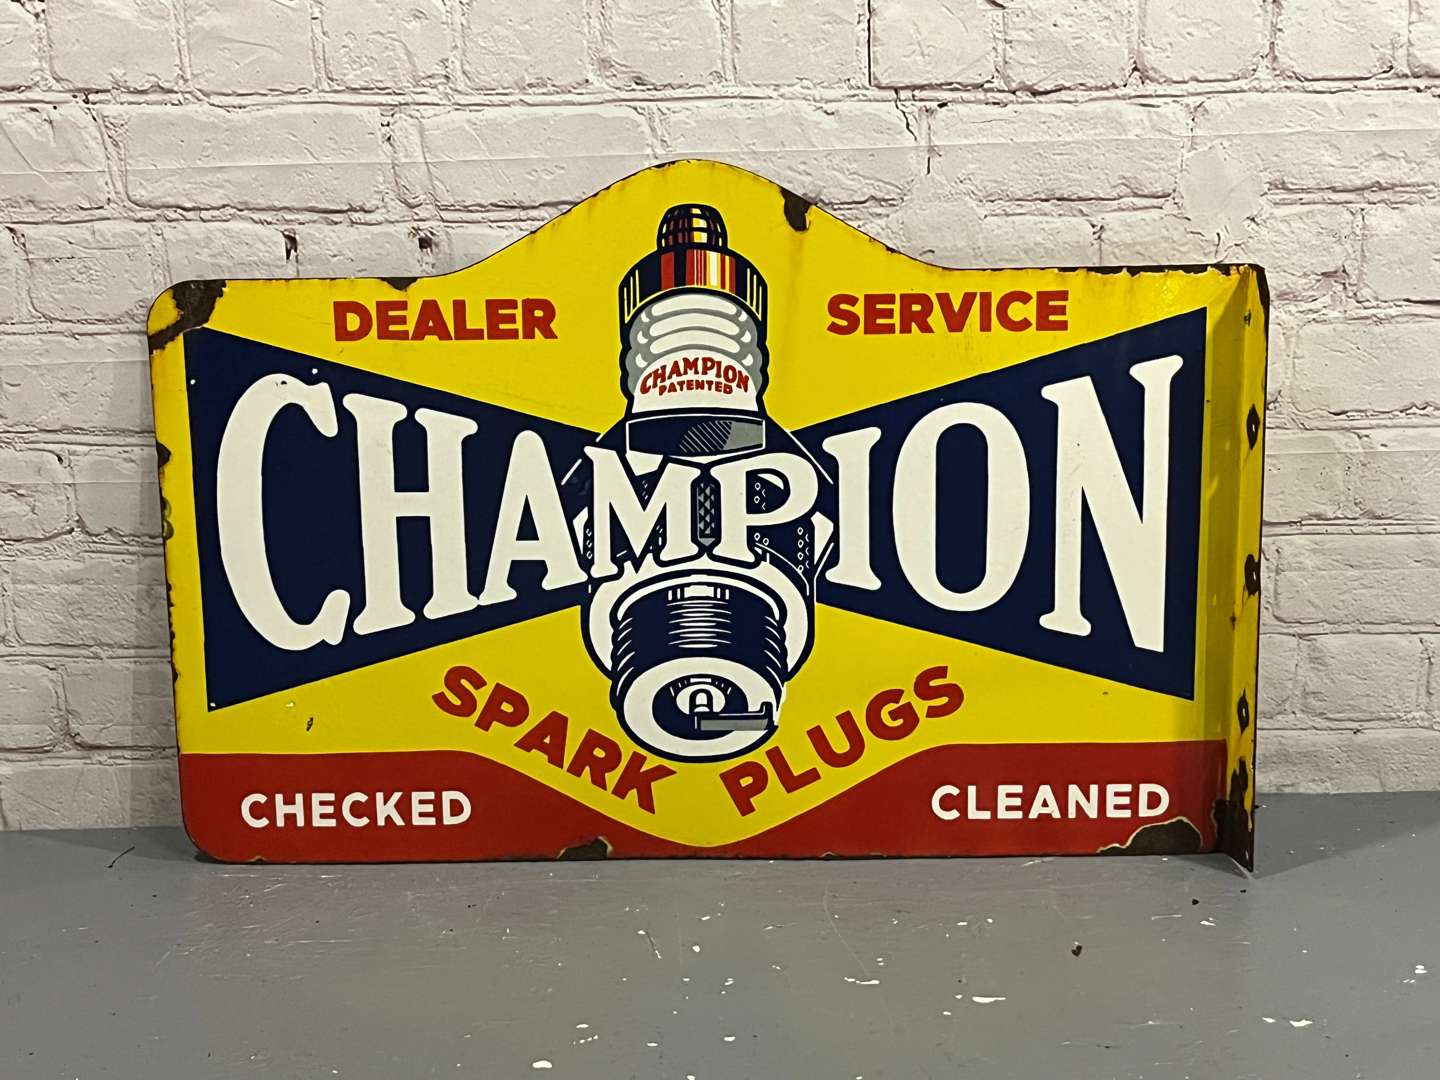 DEALER SERVICE
CHAMPION
PATENTED
CHAMPION
SPARK PLUGS
CHECKED CLEANED